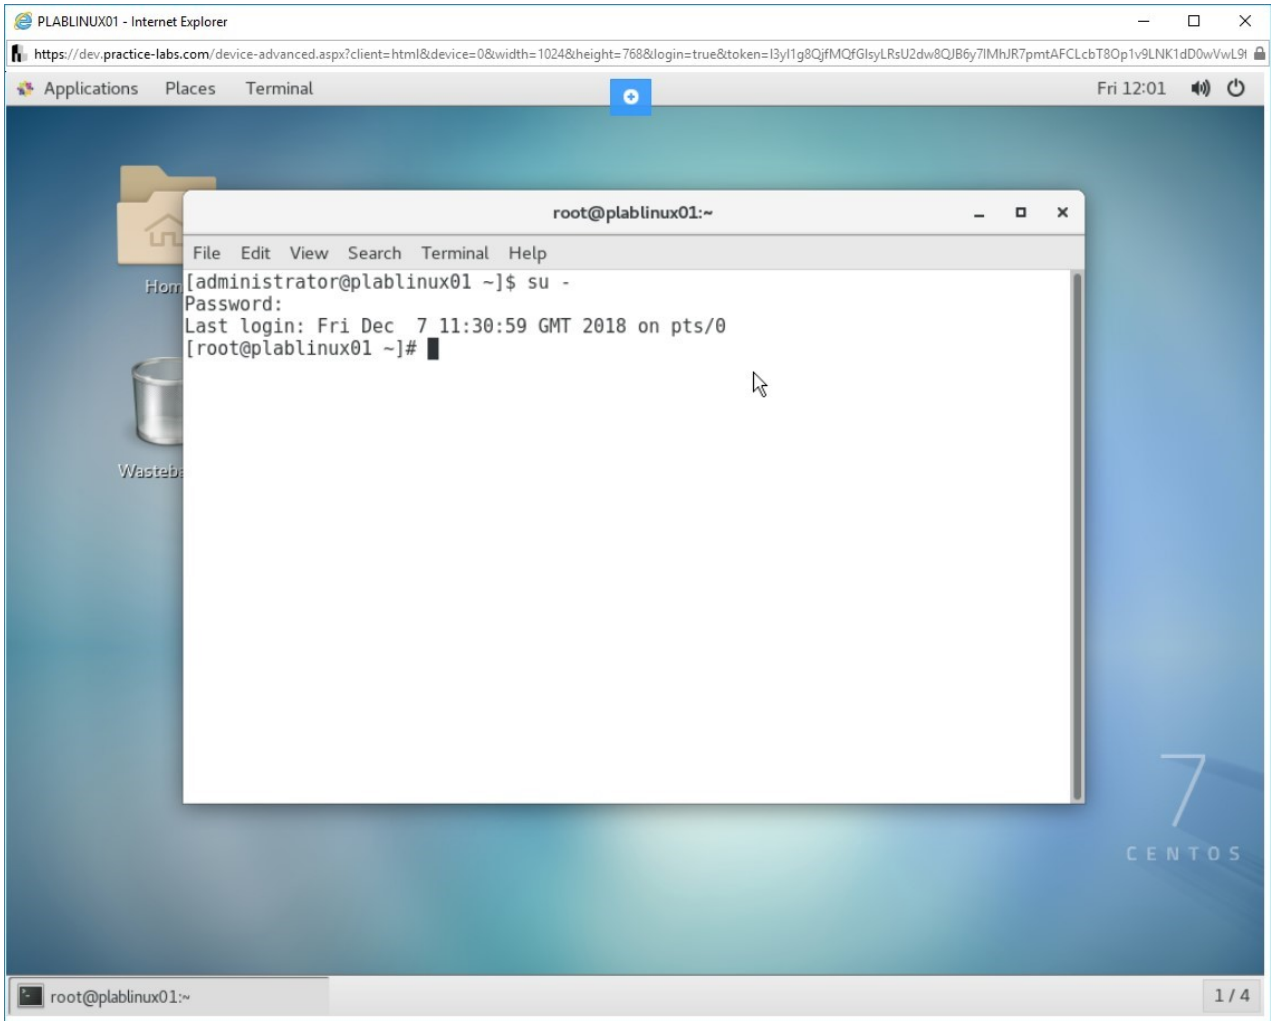 PLABLINUX01 - Internet Explorer
https://dev.practice-labs.com/device-advanced.aspx?client=html&device=0&width=1024&height=768&login=true&token=
Applications Places Terminal Fri 12:01
root@plablinux01:~
File Edit View Search Terminal Help
[administrator@plablinux01 ~]$ su -
Password:
Last login: Fri Dec  7 11:30:59 GMT 2018 on pts/0
[root@plablinux01 ~]#
Hom
Wasteb
7
CENTOS
root@plablinux01:~ 1 / 4